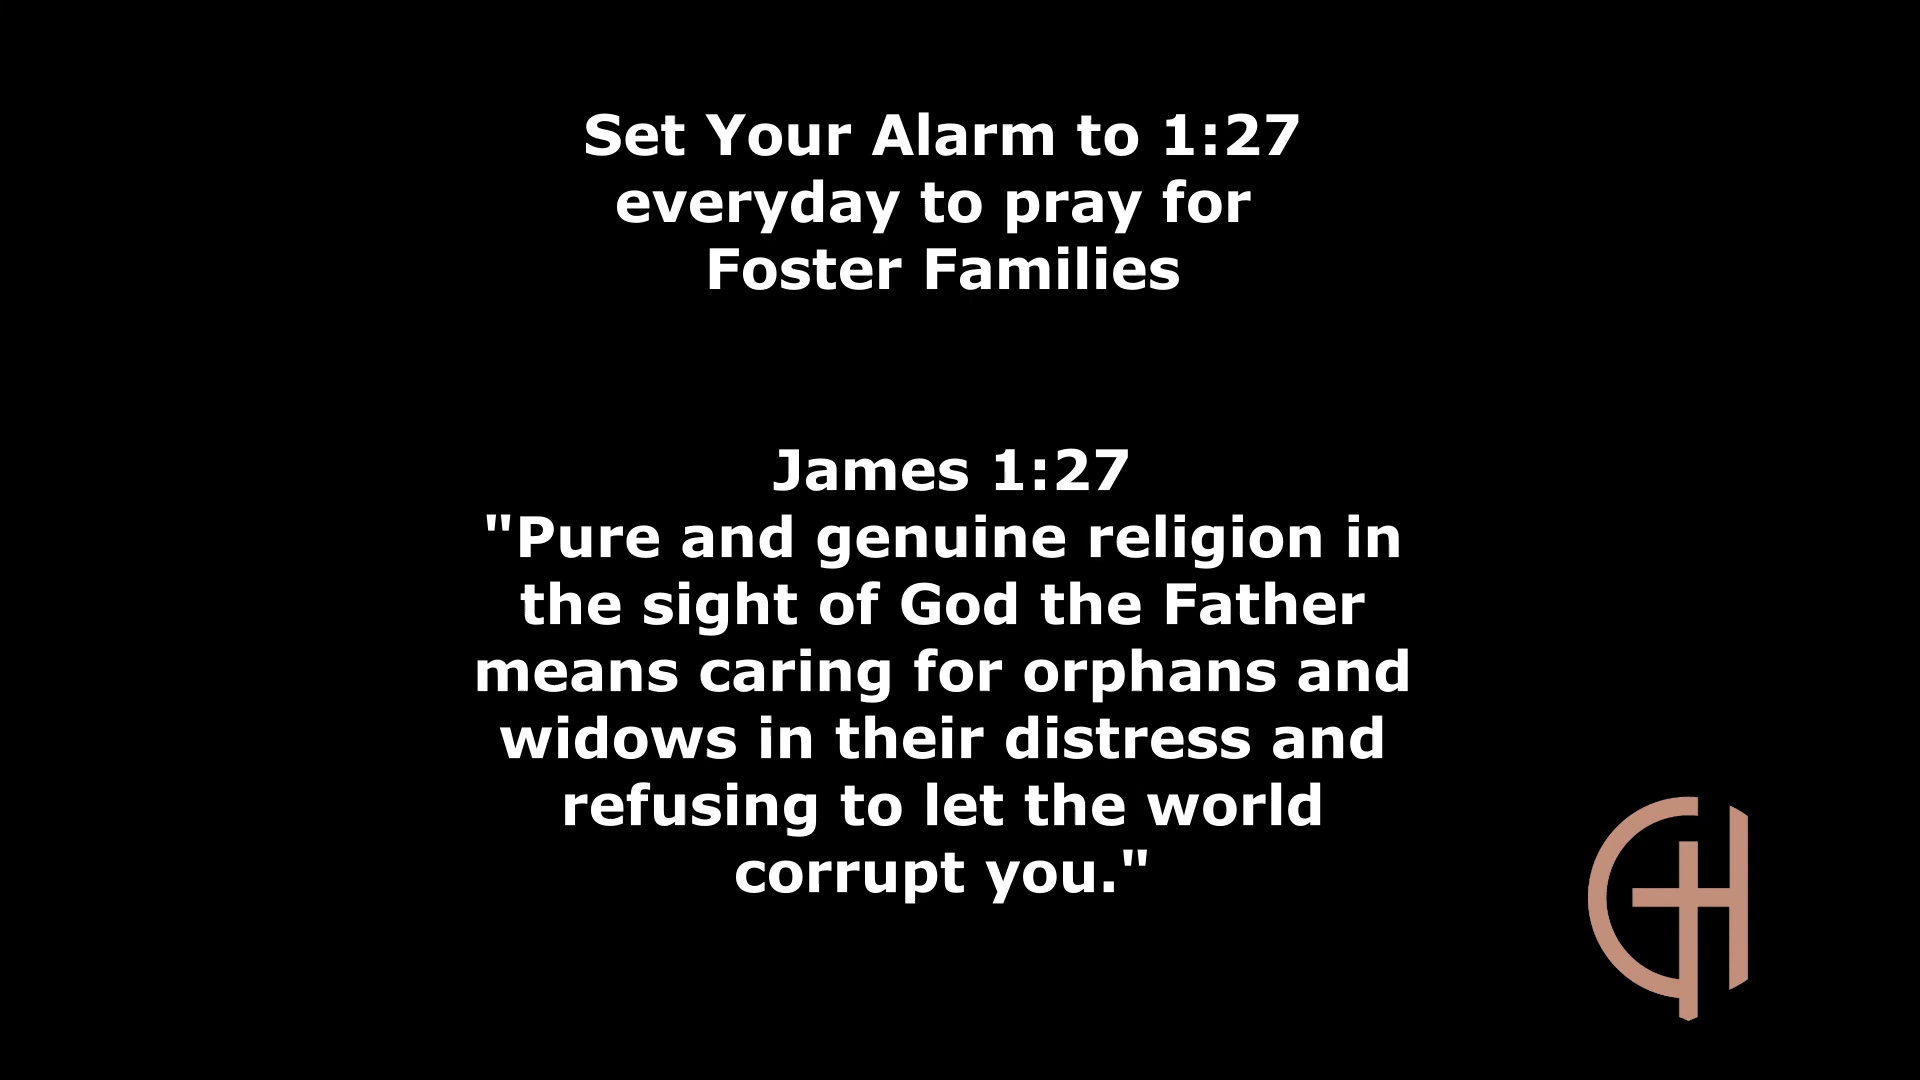 Set Your Alarm to 1:27
everyday to pray for
Foster Families
James 1:27
"Pure and genuine religion in
the sight of God the Father
means caring for orphans and
widows in their distress and
refusing to let the world
corrupt you."